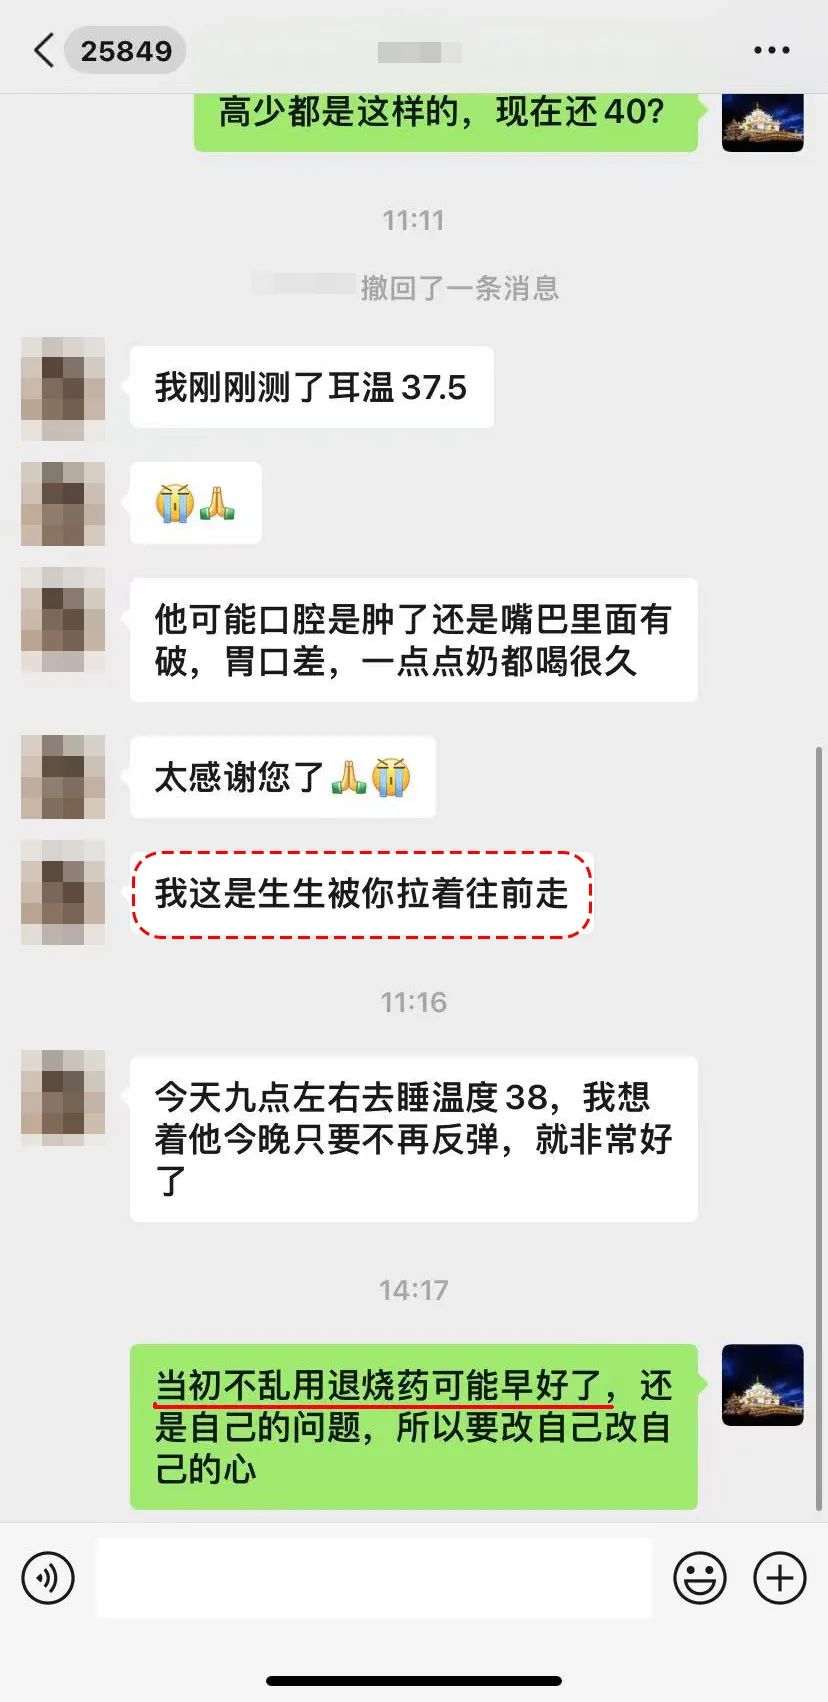 25849
高少都是这样的，现在还40?
11:11
撤回了一条消息
我刚刚测了耳温37.5
😭🙏
他可能口腔是肿了还是嘴巴里面有
破，胃口差，一点点奶都喝很久
太感谢您了🙏😭
我这是生生被你拉着往前走
11:16
今天九点左右去睡温度38，我想
着他今晚只要不再反弹，就非常好
了
14:17
当初不乱用退烧药可能早好了，还
是自己的问题，所以要改自己改自
己的心